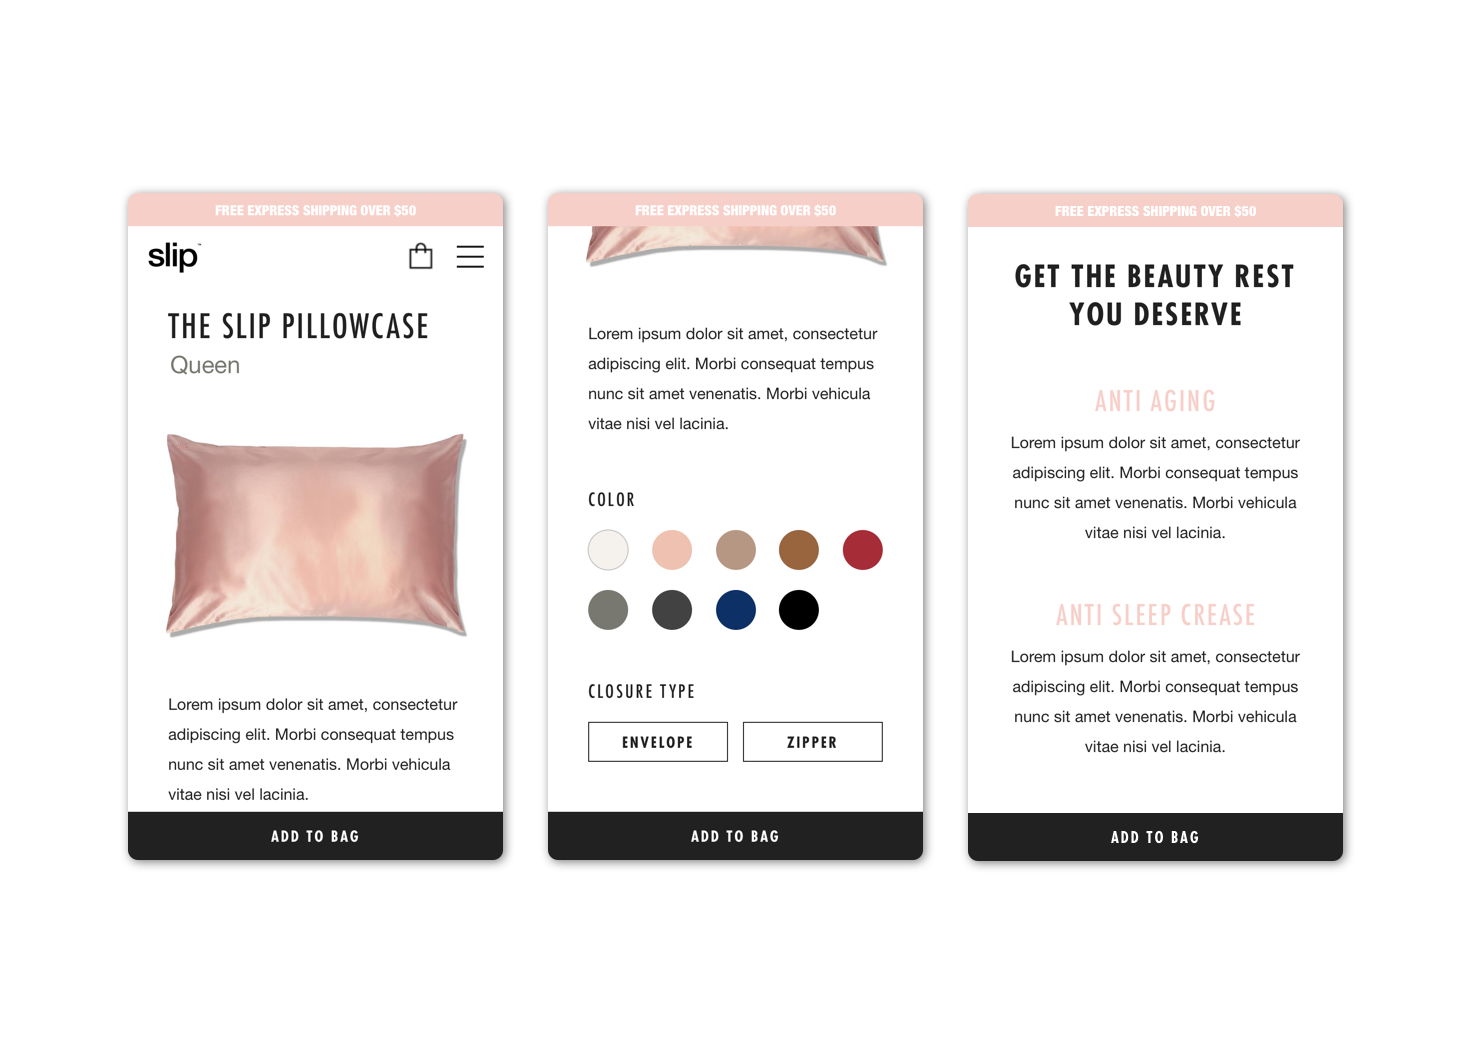 FREE EXPRESS SHIPPING OVER $50
slip™
THE SLIP PILLOWCASE
Queen
Lorem ipsum dolor sit amet, consectetur
adipiscing elit. Morbi consequat tempus
nunc sit amet venenatis. Morbi vehicula
vitae nisi vel lacinia.
ADD TO BAG
FREE EXPRESS SHIPPING OVER $50
Lorem ipsum dolor sit amet, consectetur
adipiscing elit. Morbi consequat tempus
nunc sit amet venenatis. Morbi vehicula
vitae nisi vel lacinia.
COLOR
CLOSURE TYPE
ENVELOPE
ZIPPER
ADD TO BAG
FREE EXPRESS SHIPPING OVER $50
GET THE BEAUTY REST
YOU DESERVE
ANTI AGING
Lorem ipsum dolor sit amet, consectetur
adipiscing elit. Morbi consequat tempus
nunc sit amet venenatis. Morbi vehicula
vitae nisi vel lacinia.
ANTI SLEEP CREASE
Lorem ipsum dolor sit amet, consectetur
adipiscing elit. Morbi consequat tempus
nunc sit amet venenatis. Morbi vehicula
vitae nisi vel lacinia.
ADD TO BAG